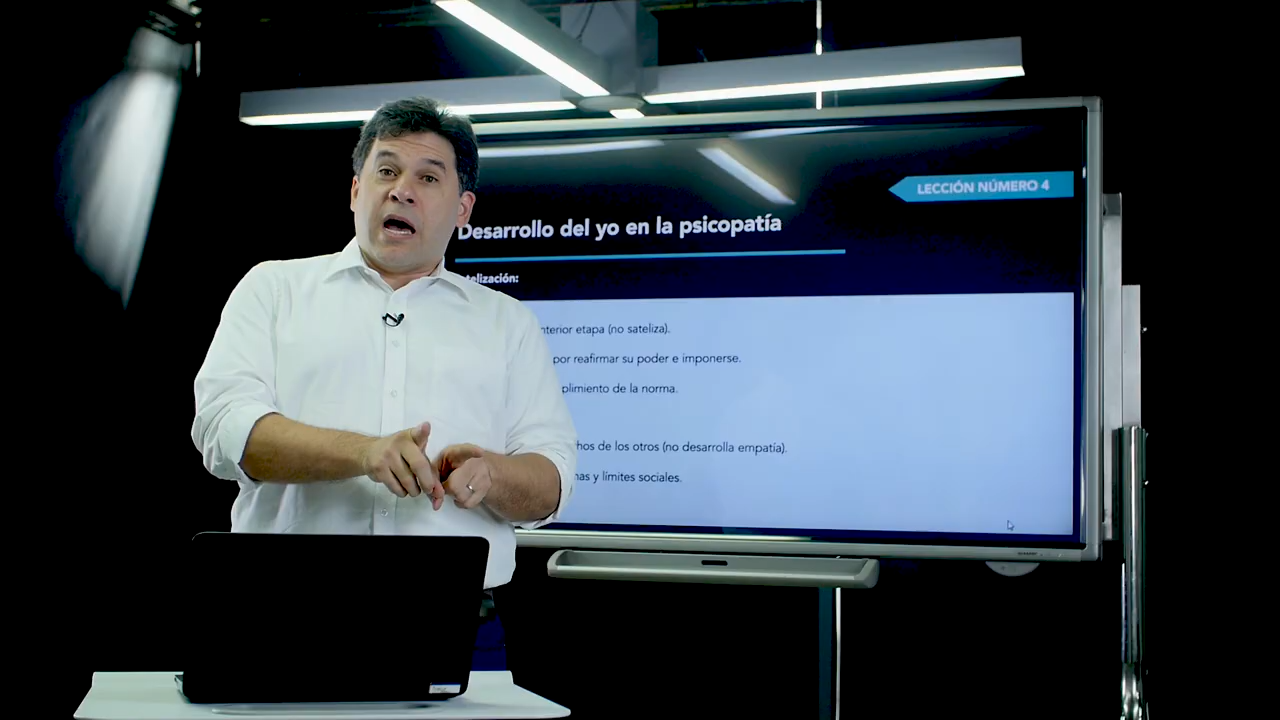 LECCIÓN NÚMERO 4
Desarrollo del yo en la psicopatía
telización:
nterior etapa (no sateliza).
por reafirmar su poder e imponerse.
plimiento de la norma.
hos de los otros (no desarrolla empatía).
nas y límites sociales.